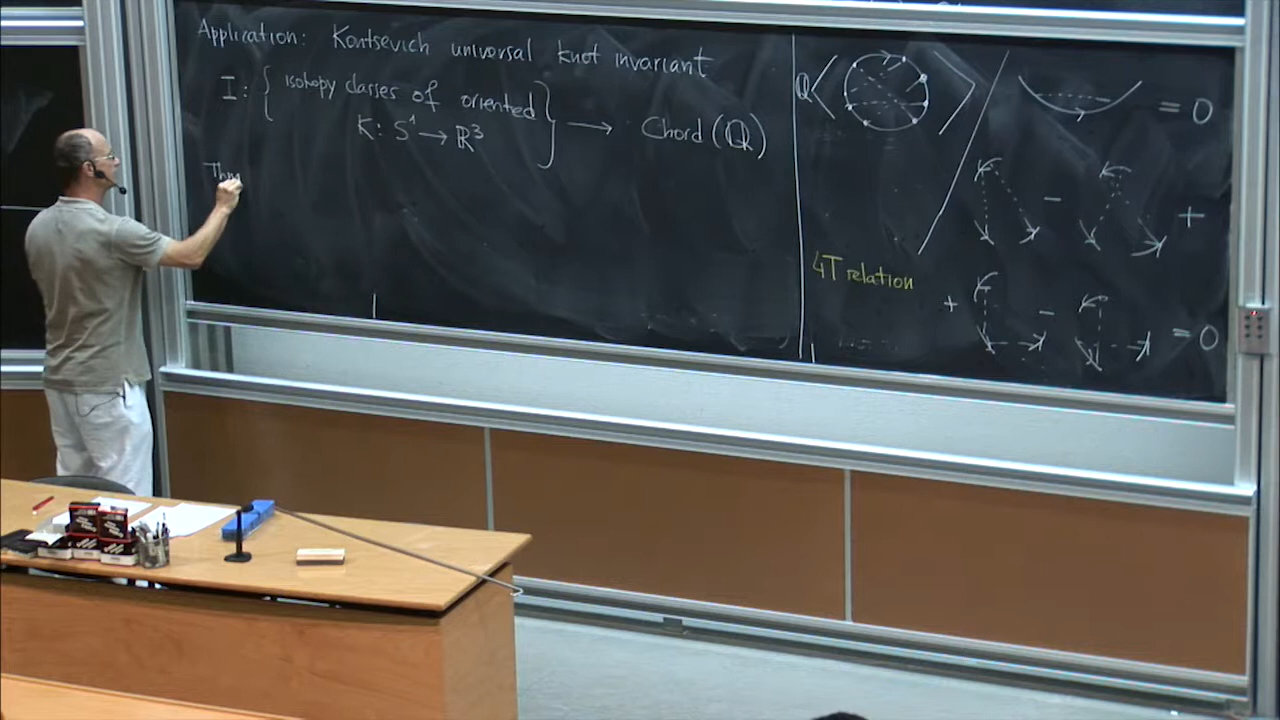 Application: Kontsevich universal knot invariant
I: { isotopy classes of oriented
K: S¹ → ℝ³ } → Chord (ℚ)
Thm
ℚ ⟨ ⟩ / = 0
− +
4T relation
+ − = 0